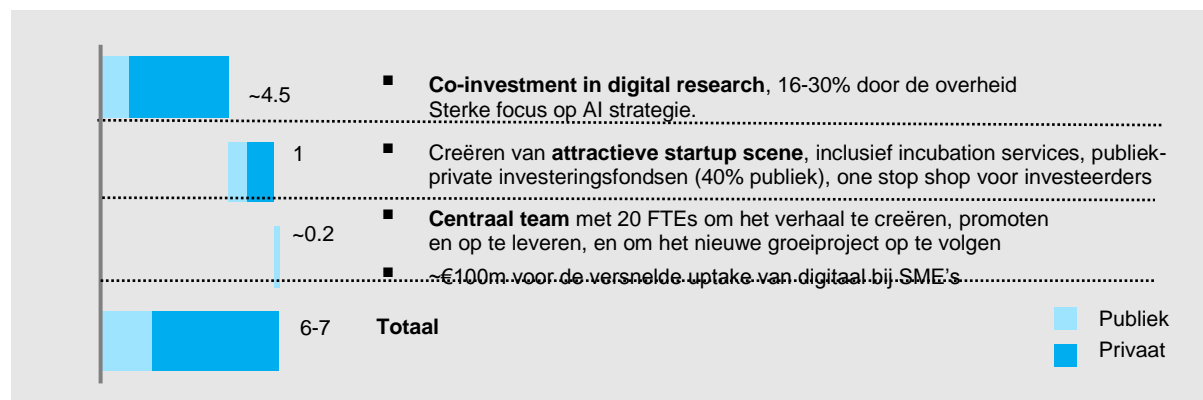 ~4.5
▪ Co-investment in digital research, 16-30% door de overheid
Sterke focus op AI strategie.
1
▪ Creëren van attractieve startup scene, inclusief incubation services, publiek-
private investeringsfondsen (40% publiek), one stop shop voor investeerders
~0.2
▪ Centraal team met 20 FTEs om het verhaal te creëren, promoten
en op te leveren, en om het nieuwe groeiproject op te volgen
▪ ~€100m voor de versnelde uptake van digitaal bij SME's
6-7 Totaal
Publiek
Privaat